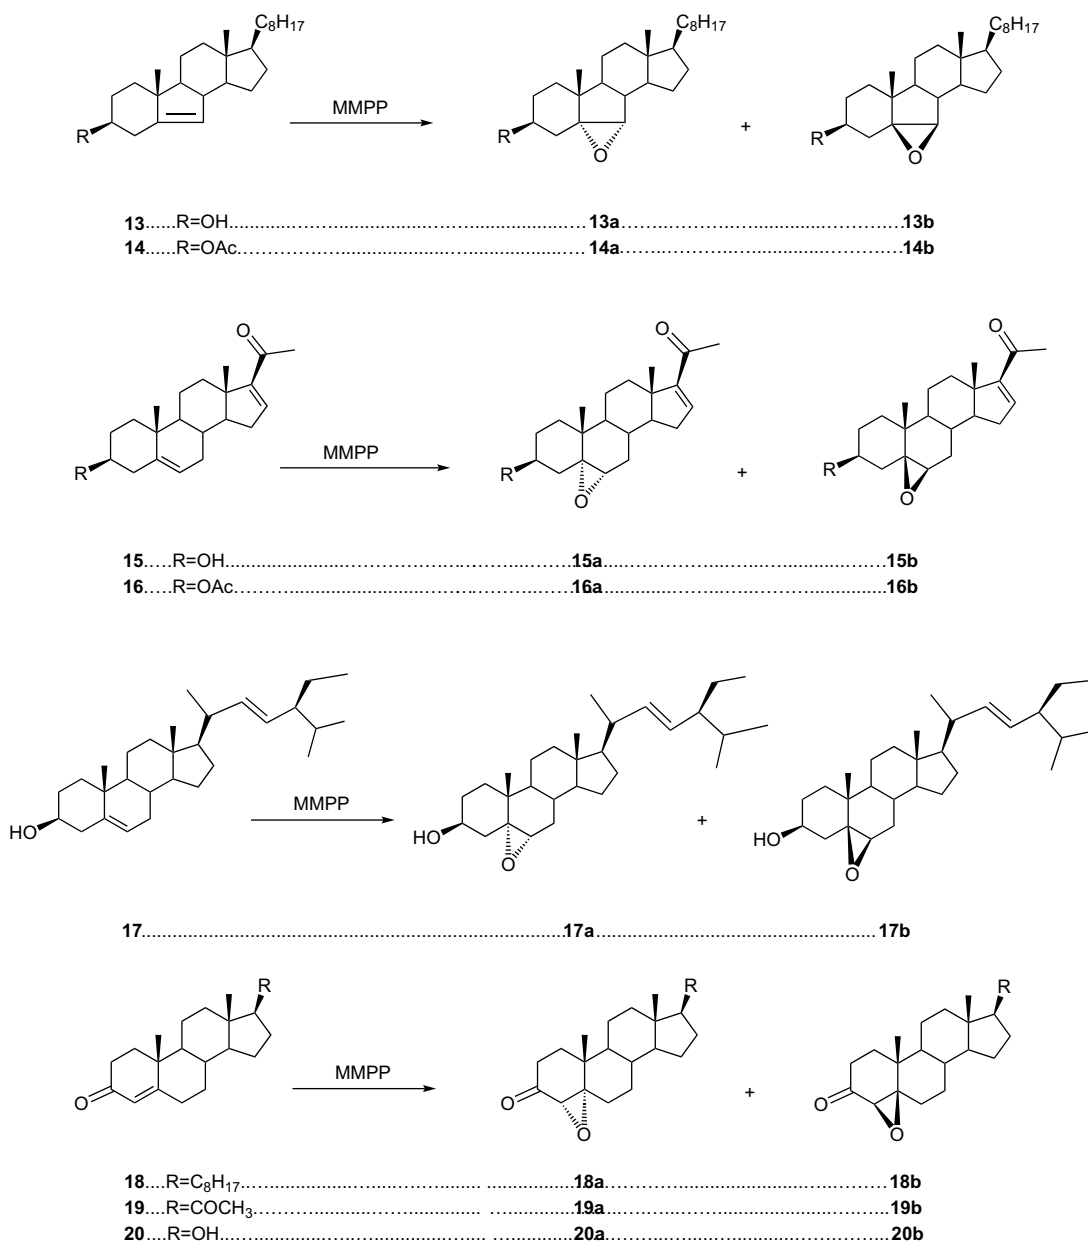 C8H17 C8H17 C8H17
MMPP
R R + R
O O
13.....R=OH..........13a..........13b
14.....R=OAc..........14a..........14b
O O O
MMPP
R R + R
O O
15.....R=OH..........15a..........15b
16.....R=OAc..........16a..........16b
MMPP
HO HO + HO
O O
17..........17a..........17b
R R R
MMPP
O O + O
O O
18....R=C8H17..........18a..........18b
19....R=COCH3..........19a..........19b
20....R=OH..........20a..........20b